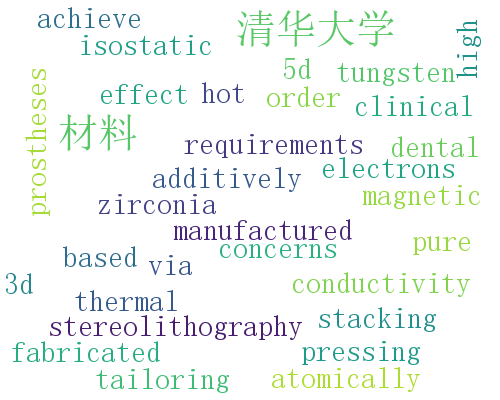 achieve
清华大学
high
isostatic
5d
tungsten
prostheses
effect
hot
order
clinical
材料
requirements
dental
additively
electrons
magnetic
zirconia
manufactured
concerns
pure
based
via
3d
thermal
conductivity
stereolithography
stacking
fabricated
pressing
tailoring
atomically